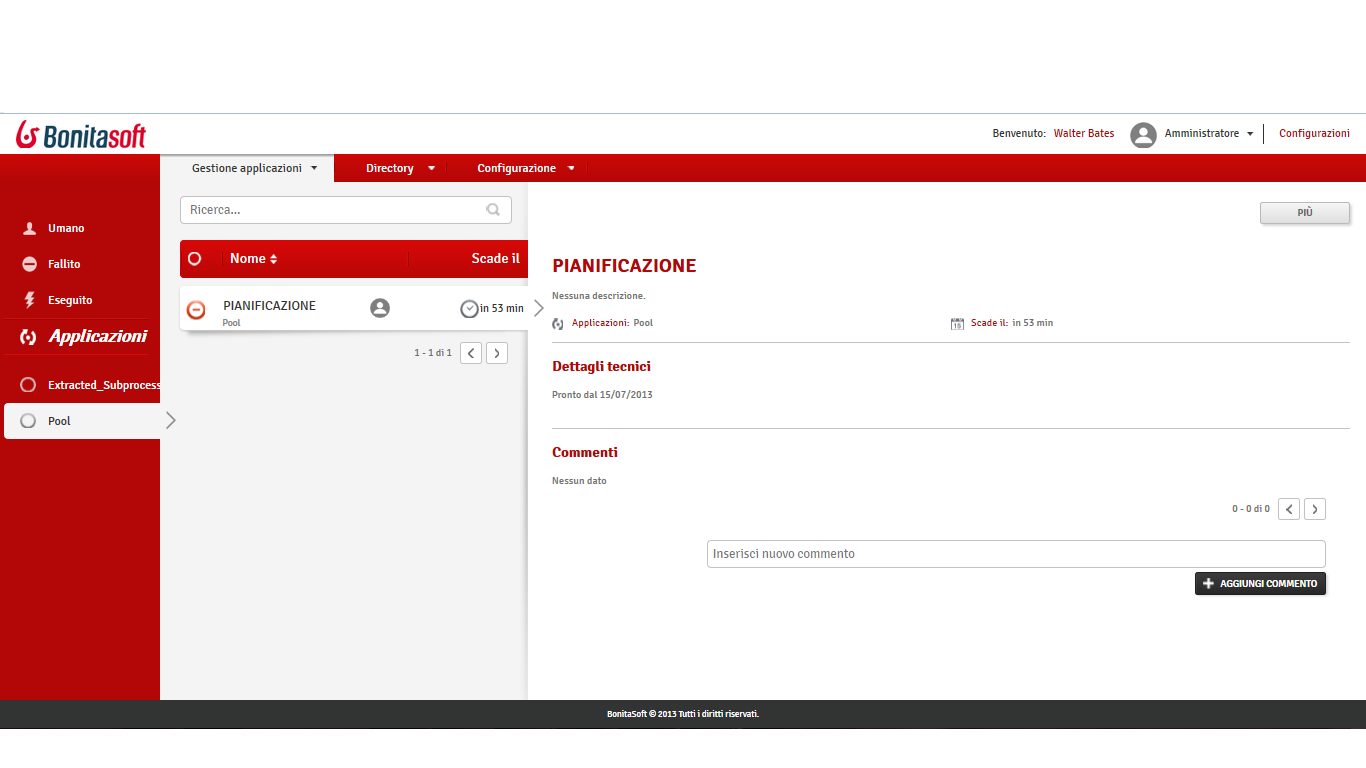 Bonitasoft
Benvenuto: Walter Bates
Amministratore
Configurazioni
Gestione applicazioni
Directory
Configurazione
Umano
Fallito
Eseguito
Applicazioni
Extracted_Subprocess
Pool
Ricerca...
Nome
Scade il
PIANIFICAZIONE
Pool
in 53 min
1 - 1 di 1
PIÙ
PIANIFICAZIONE
Nessuna descrizione.
Applicazioni: Pool
Scade il: in 53 min
Dettagli tecnici
Pronto dal 15/07/2013
Commenti
Nessun dato
0 - 0 di 0
Inserisci nuovo commento
AGGIUNGI COMMENTO
BonitaSoft © 2013 Tutti i diritti riservati.